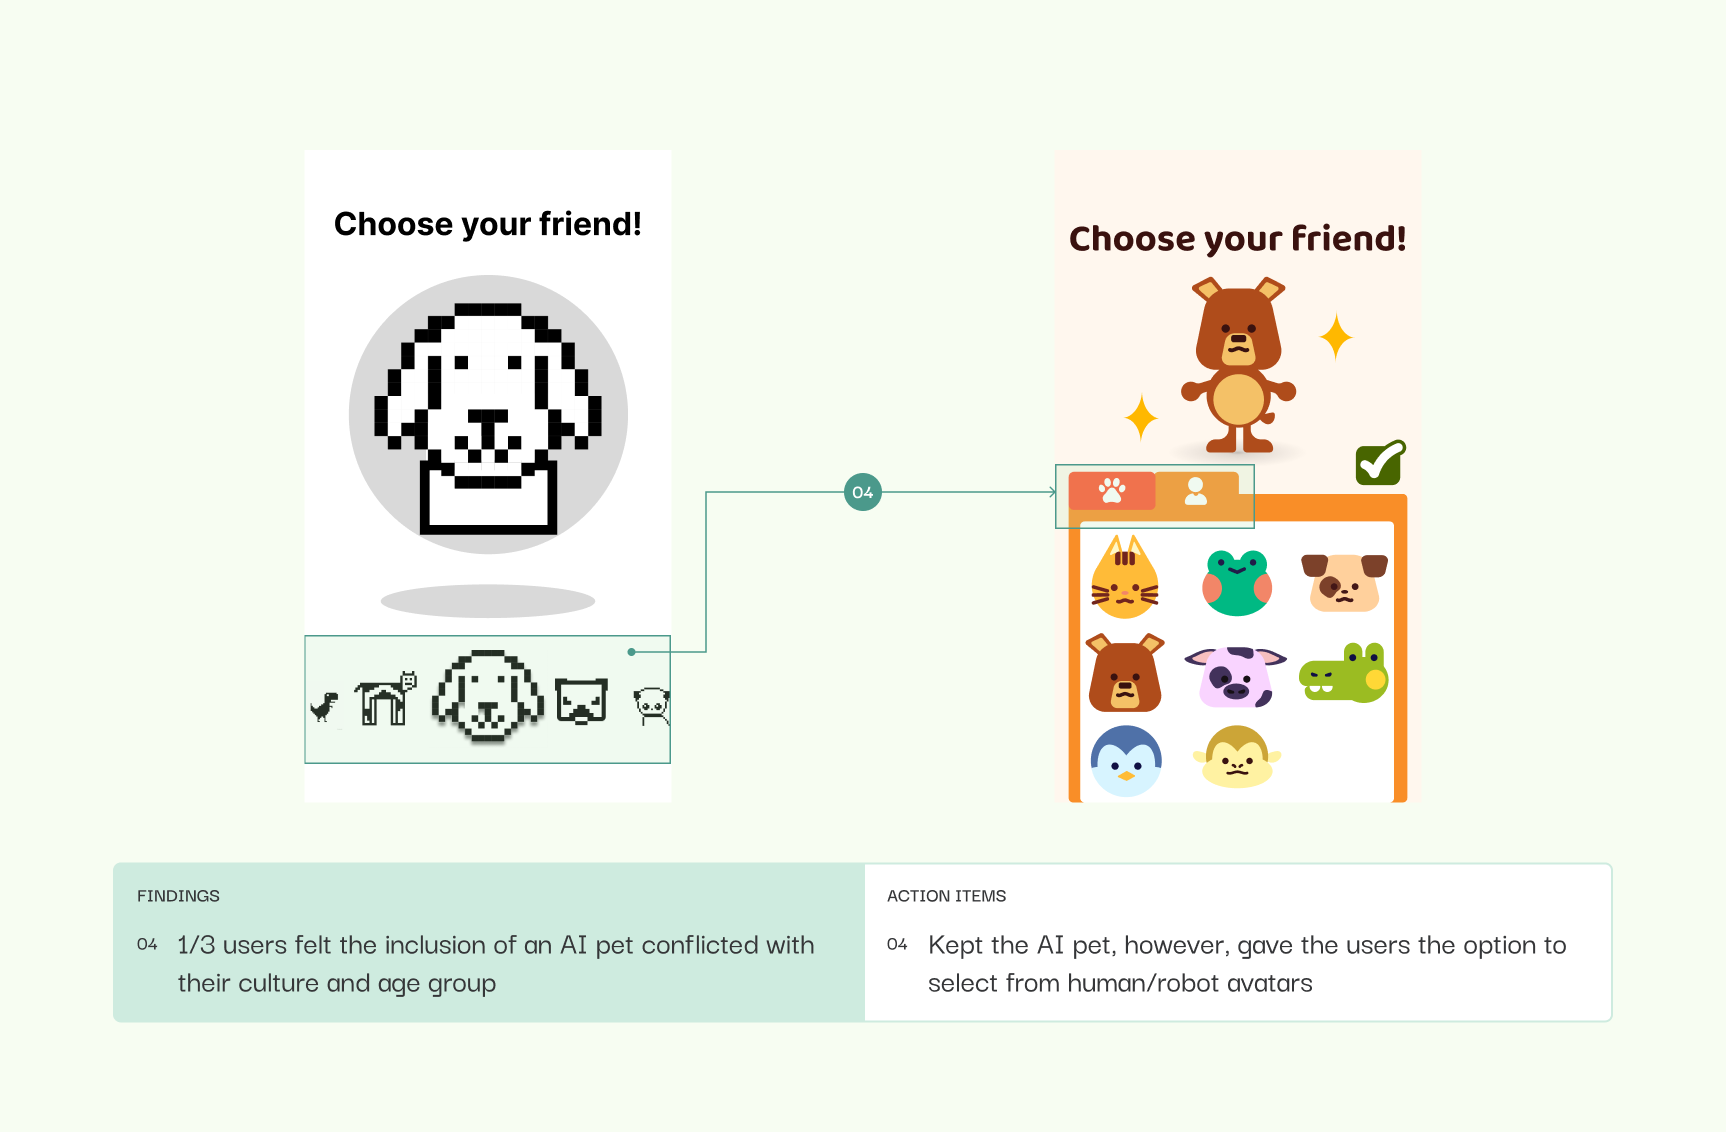 Choose your friend!
Choose your friend!
04
FINDINGS
04 1/3 users felt the inclusion of an AI pet conflicted with
their culture and age group
ACTION ITEMS
04 Kept the AI pet, however, gave the users the option to
select from human/robot avatars